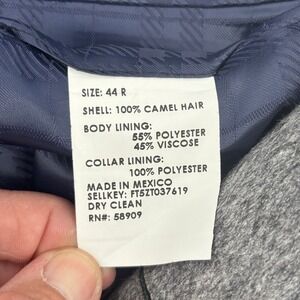 SIZE: 44 R
SHELL: 100% CAMEL HAIR
BODY LINING:
55% POLYESTER
45% VISCOSE
COLLAR LINING:
100% POLYESTER
MADE IN MEXICO
SELLKEY: FT5ZT037619
DRY CLEAN
RN#: 58909